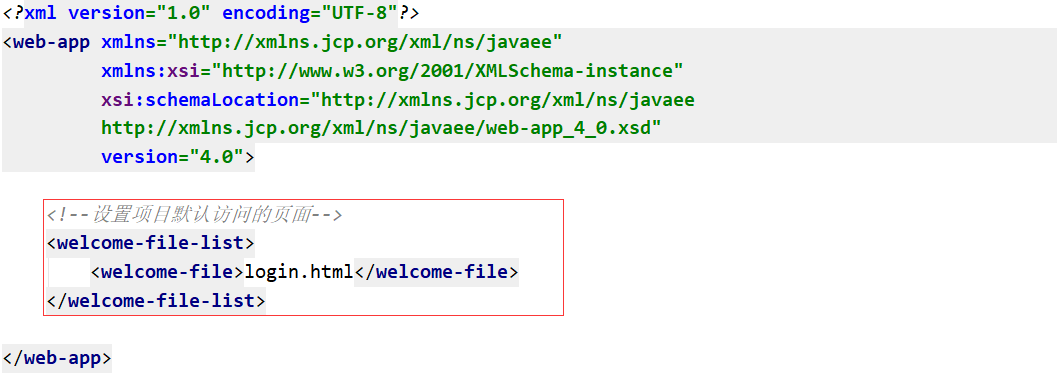 <?xml version="1.0" encoding="UTF-8"?>
<web-app xmlns="http://xmlns.jcp.org/xml/ns/javaee"
         xmlns:xsi="http://www.w3.org/2001/XMLSchema-instance"
         xsi:schemaLocation="http://xmlns.jcp.org/xml/ns/javaee
         http://xmlns.jcp.org/xml/ns/javaee/web-app_4_0.xsd"
         version="4.0">
    <!--设置项目默认访问的页面-->
    <welcome-file-list>
        <welcome-file>login.html</welcome-file>
    </welcome-file-list>
</web-app>